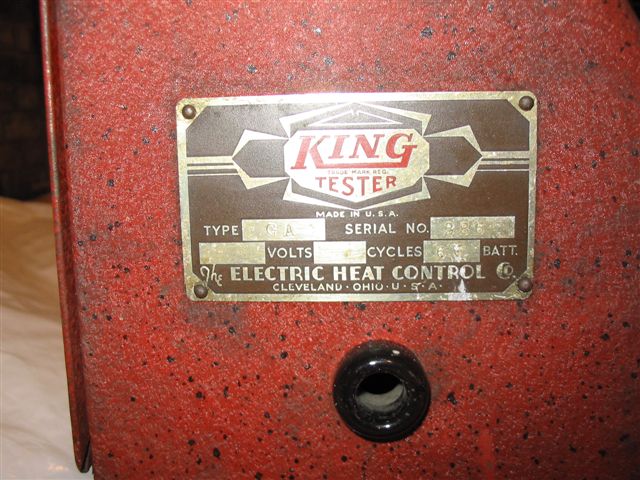 KING
TRADE MARK REG.
TESTER
MADE IN U.S.A.
TYPE GA SERIAL NO.
VOLTS CYCLES BATT.
The ELECTRIC HEAT CONTROL Co.
CLEVELAND · OHIO · U · S · A ·